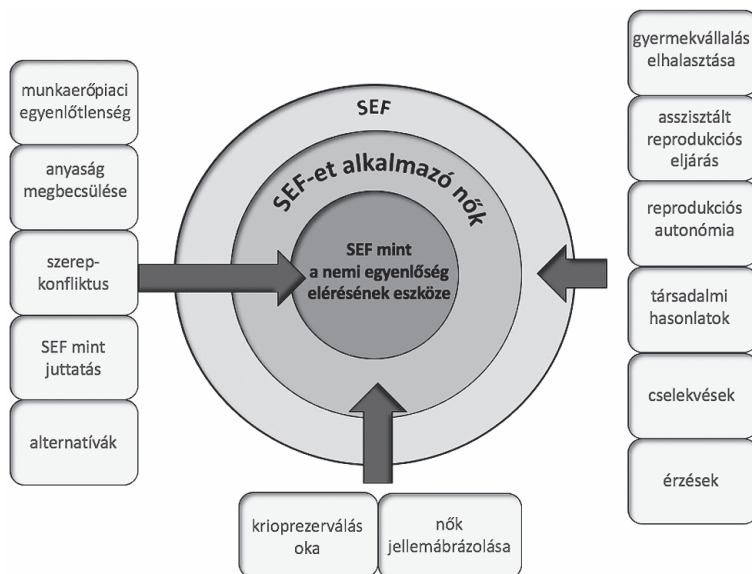 munkaerőpiaci
egyenlőtlenség
anyaság
megbecsülése
szerep-
konfliktus
SEF mint
juttatás
alternatívák
SEF
SEF-et alkalmazó nők
SEF mint
a nemi egyenlőség
elérésének eszköze
krioprezerválás
oka
nők
jellemábrázolása
gyermekvállalás
elhalasztása
asszisztált
reprodukciós
eljárás
reprodukciós
autonómia
társadalmi
hasonlatok
cselekvések
érzések